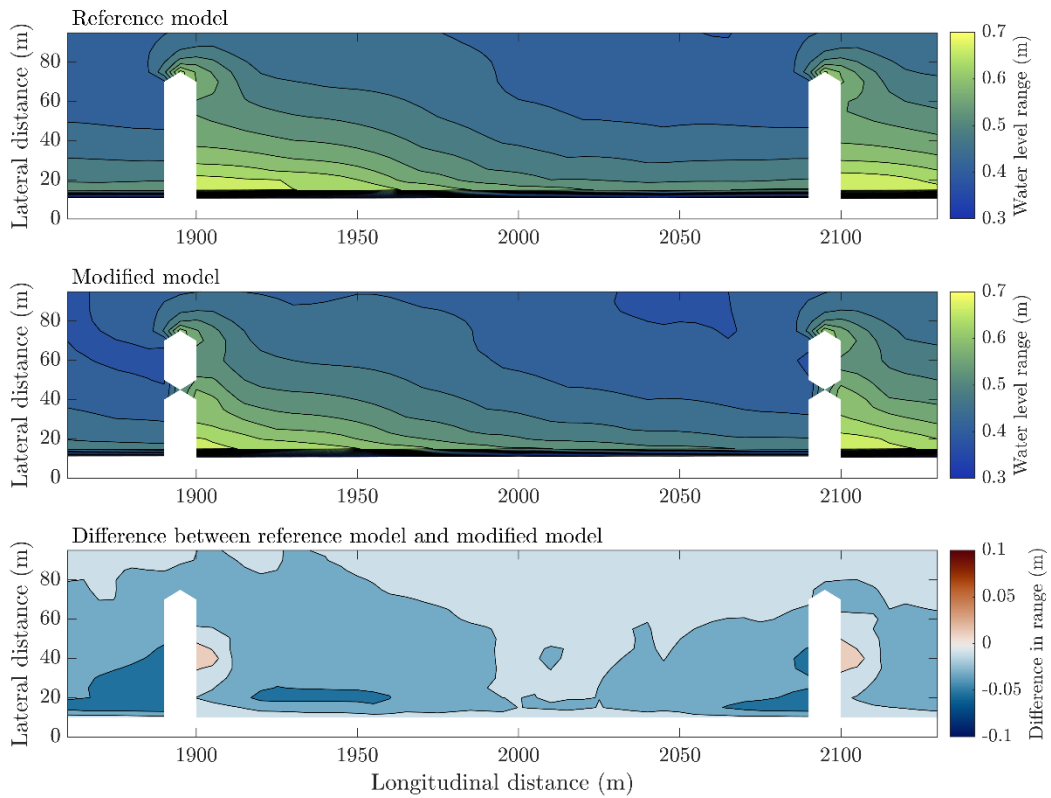 Reference model
Lateral distance (m)
80
60
40
20
0
1900 1950 2000 2050 2100
0.7
0.6
0.5
0.4
0.3
Water level range (m)
Modified model
Lateral distance (m)
80
60
40
20
0
1900 1950 2000 2050 2100
0.7
0.6
0.5
0.4
0.3
Water level range (m)
Difference between reference model and modified model
Lateral distance (m)
80
60
40
20
0
1900 1950 2000 2050 2100
0.1
0.05
0
-0.05
-0.1
Difference in range (m)
Longitudinal distance (m)